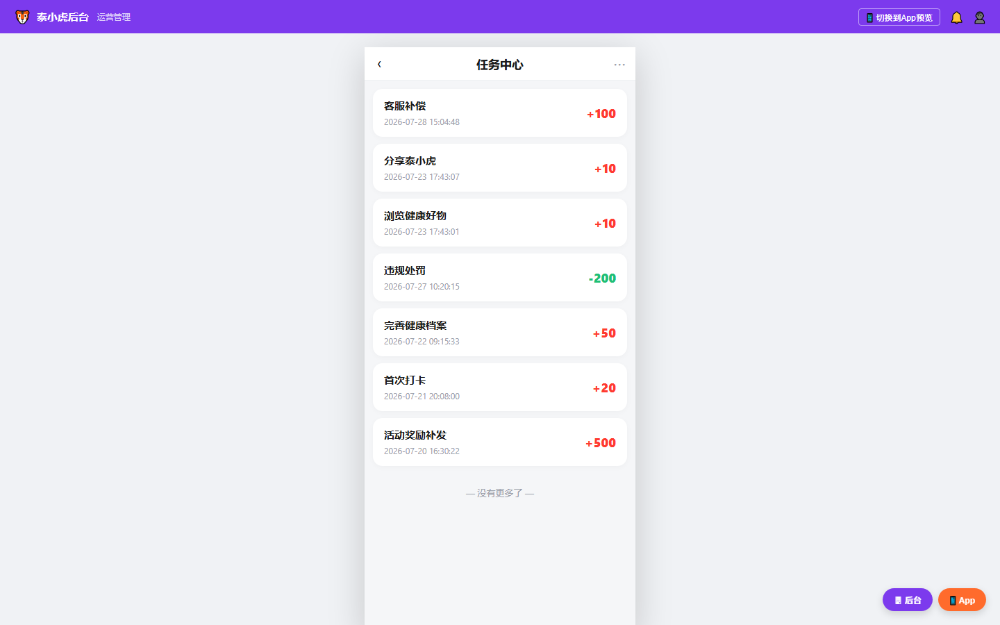 泰小虎后台 运营管理
切换到App预览
‹ 任务中心 ···
客服补偿
2026-07-28 15:04:48
+100
分享泰小虎
2026-07-23 17:43:07
+10
浏览健康好物
2026-07-23 17:43:01
+10
违规处罚
2026-07-27 10:20:15
-200
完善健康档案
2026-07-22 09:15:33
+50
首次打卡
2026-07-21 20:08:00
+20
活动奖励补发
2026-07-20 16:30:22
+500
— 没有更多了 —
后台
App